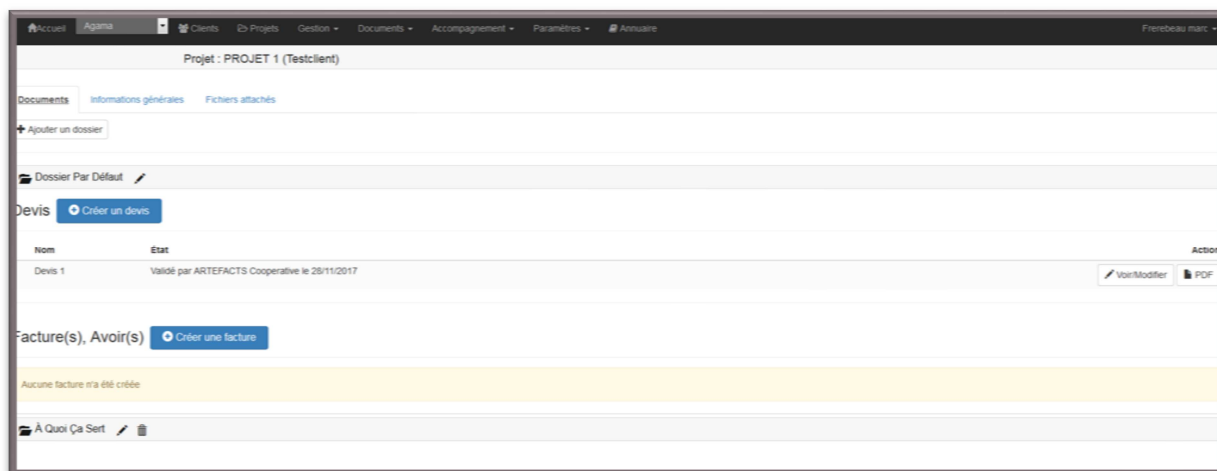 Accueil Agama Clients Projets Gestion Documents Accompagnement Paramètres Annuaire Frerebeau marc
Projet : PROJET 1 (Testclient)
Documents Informations générales Fichiers attachés
Ajouter un dossier
Dossier Par Défaut
Devis Créer un devis
Nom État Action
Devis 1 Validé par ARTEFACTS Cooperative le 28/11/2017 Voir/Modifier PDF
Facture(s), Avoir(s) Créer une facture
Aucune facture n'a été créée
À Quoi Ça Sert